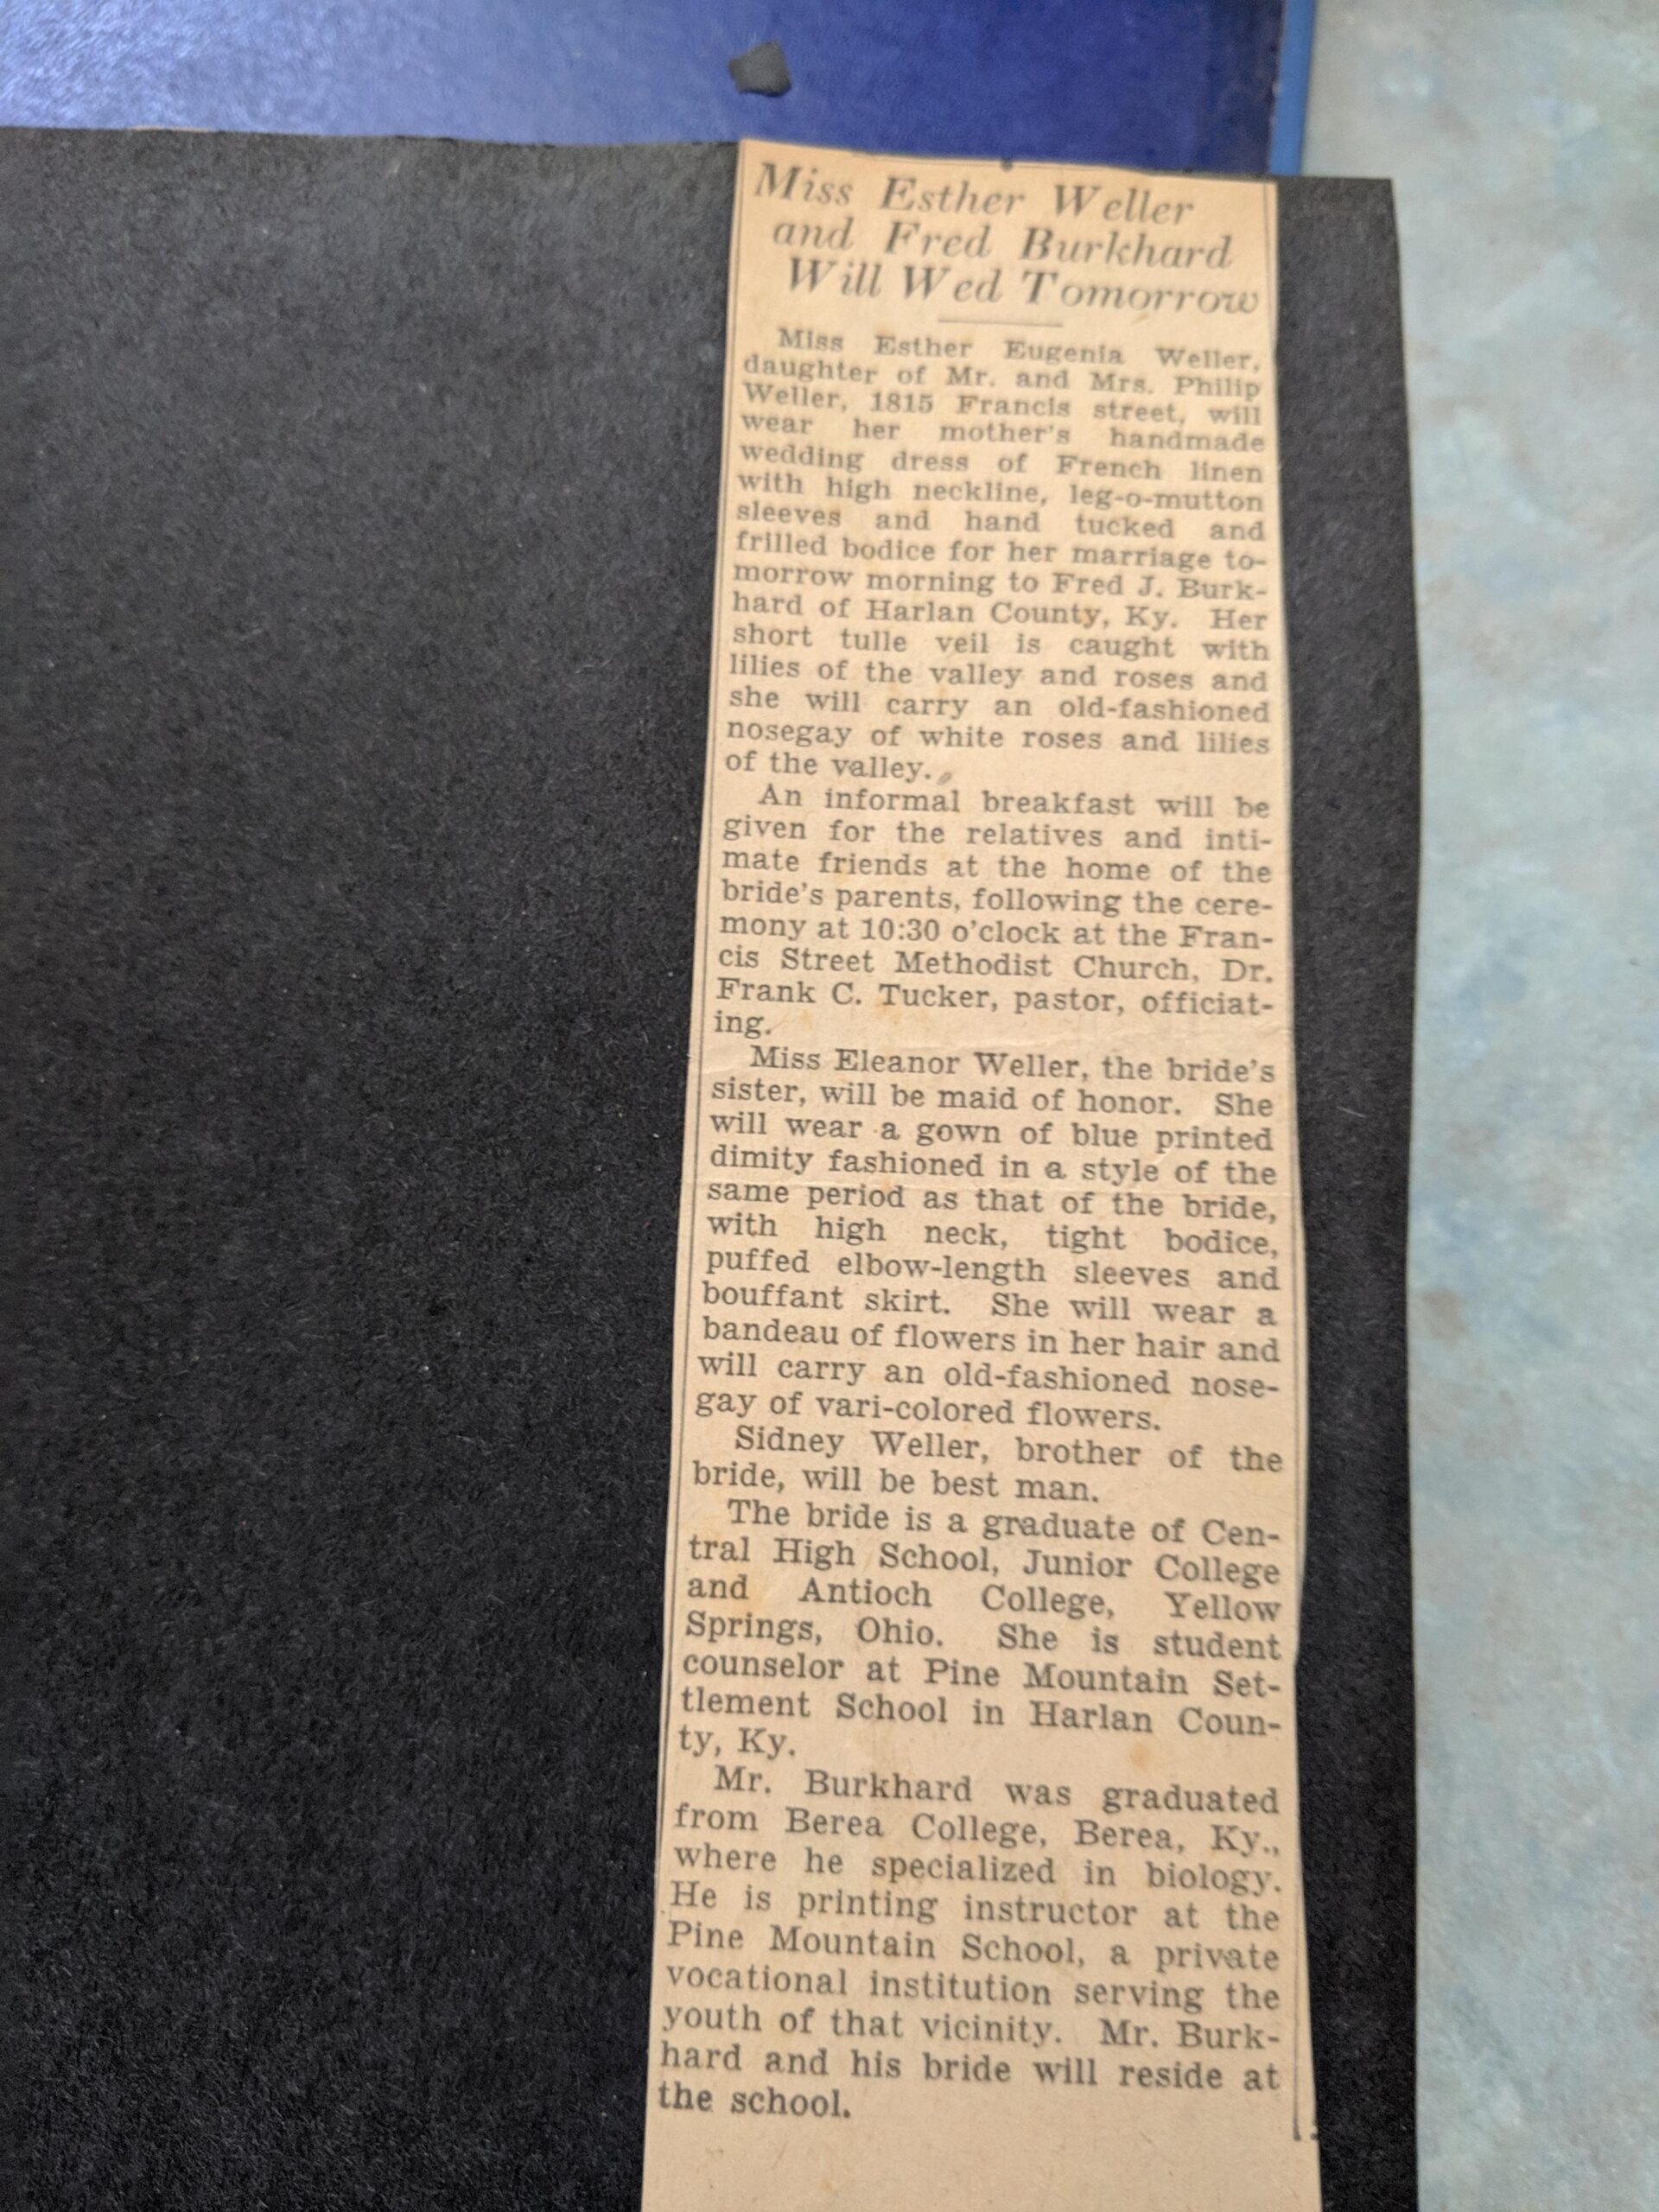 Miss Esther Weller
and Fred Burkhard
Will Wed Tomorrow
Miss Esther Eugenia Weller,
daughter of Mr. and Mrs. Philip
Weller, 1815 Francis street, will
wear her mother's handmade
wedding dress of French linen
with high neckline, leg-o-mutton
sleeves and hand tucked and
frilled bodice for her marriage to-
morrow morning to Fred J. Burk-
hard of Harlan County, Ky. Her
short tulle veil is caught with
lilies of the valley and roses and
she will carry an old-fashioned
nosegay of white roses and lilies
of the valley.
An informal breakfast will be
given for the relatives and inti-
mate friends at the home of the
bride's parents, following the cere-
mony at 10:30 o'clock at the Fran-
cis Street Methodist Church, Dr.
Frank C. Tucker, pastor, officiat-
ing.
Miss Eleanor Weller, the bride's
sister, will be maid of honor. She
will wear a gown of blue printed
dimity fashioned in a style of the
same period as that of the bride,
with high neck, tight bodice,
puffed elbow-length sleeves and
bouffant skirt. She will wear a
bandeau of flowers in her hair and
will carry an old-fashioned nose-
gay of vari-colored flowers.
Sidney Weller, brother of the
bride, will be best man.
The bride is a graduate of Cen-
tral High School, Junior College
and Antioch College, Yellow
Springs, Ohio. She is student
counselor at Pine Mountain Set-
tlement School in Harlan Coun-
ty, Ky.
Mr. Burkhard was graduated
from Berea College, Berea, Ky.,
where he specialized in biology.
He is printing instructor at the
Pine Mountain School, a private
vocational institution serving the
youth of that vicinity. Mr. Burk-
hard and his bride will reside at
the school.